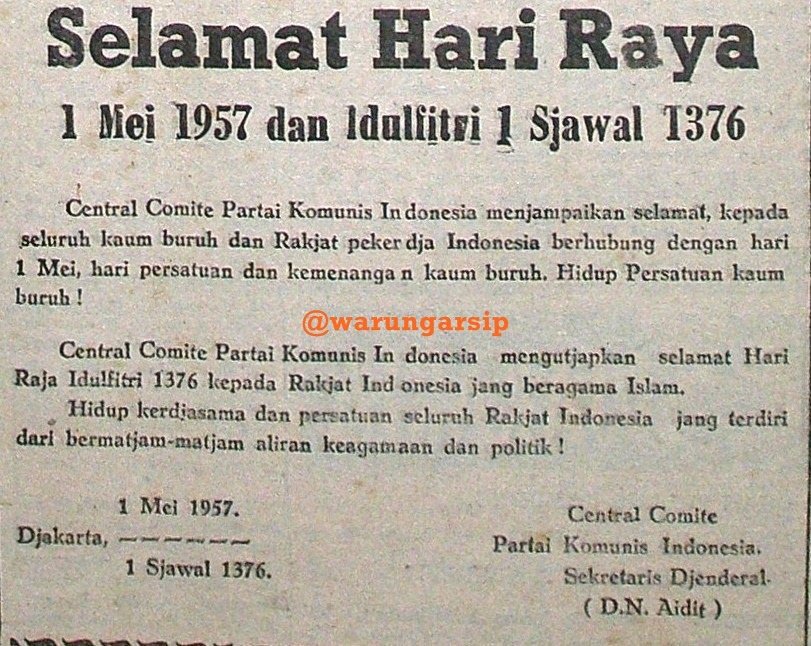 Selamat Hari Raya
1 Mei 1957 dan Idulfitri 1 Sjawal 1376
Central Comite Partai Komunis Indonesia menjampaikan selamat, kepada
seluruh kaum buruh dan Rakjat pekerdja Indonesia berhubung dengan hari
1 Mei, hari persatuan dan kemenangan kaum buruh. Hidup Persatuan kaum
buruh !
@warungarsip
Central Comite Partai Komunis In donesia mengutjapkan selamat Hari
Raja Idulfitri 1376 kepada Rakjat Ind onesia jang beragama Islam.
Hidup kerdjasama dan persatuan seluruh Rakjat Indonesia jang terdiri
dari bermatjam-matjam aliran keagamaan dan politik !
1 Mei 1957.
Djakarta, ——————
1 Sjawal 1376.
Central Comite
Partai Komunis Indonesia.
Sekretaris Djenderal.
( D.N. Aidit )